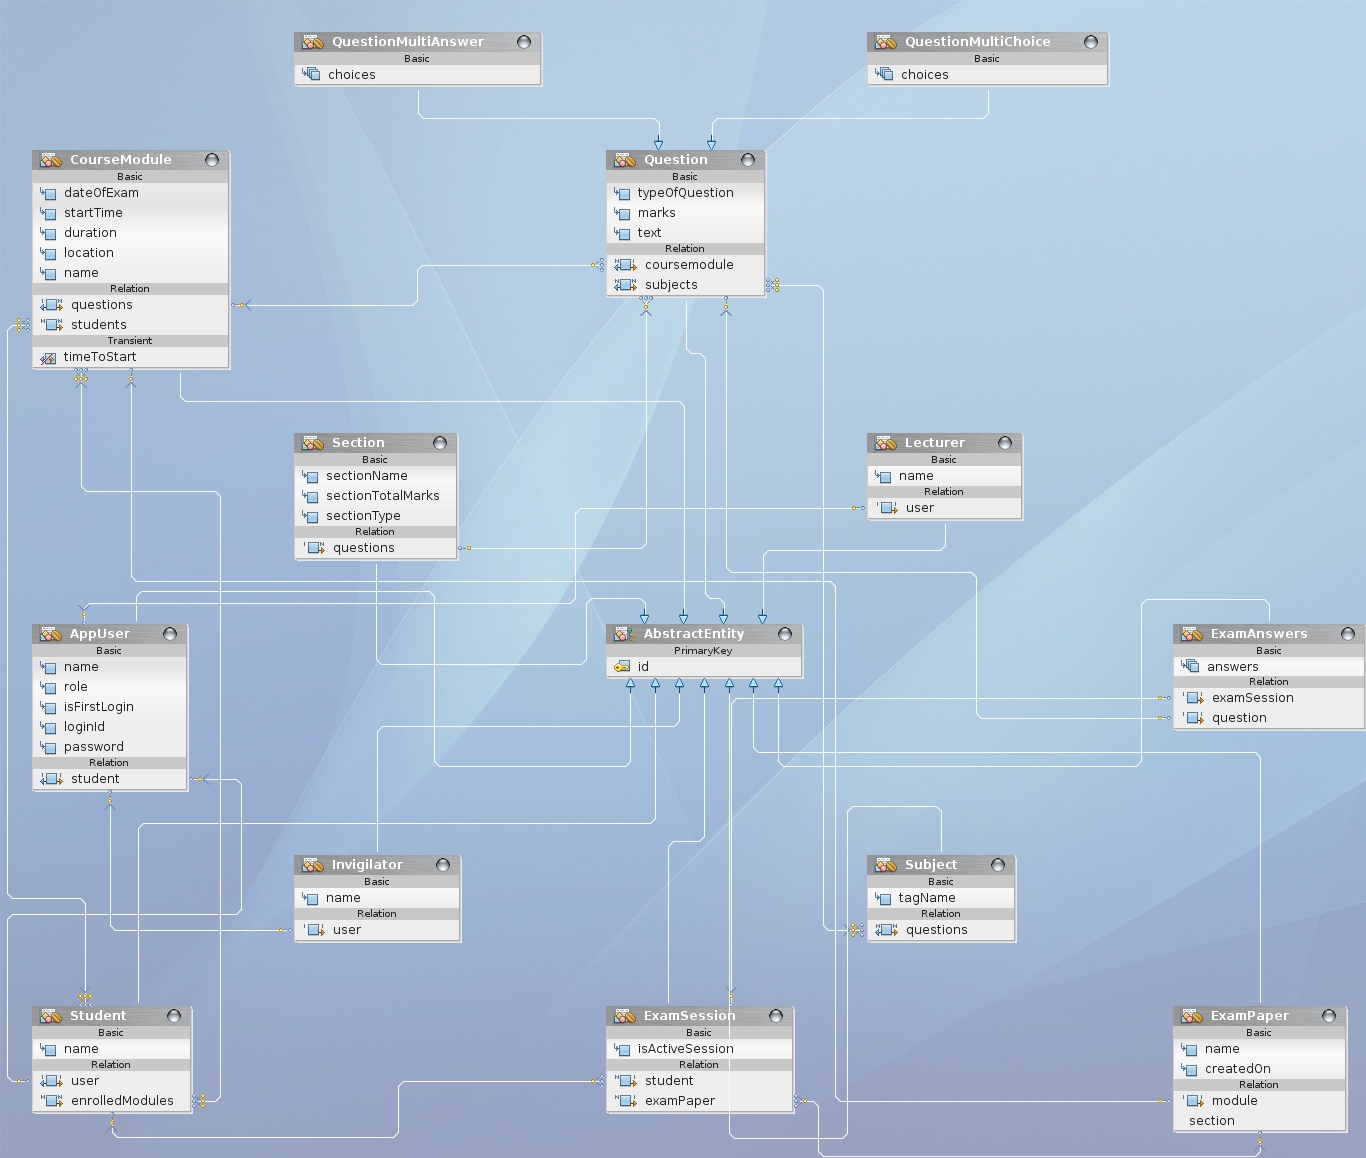 QuestionMultiAnswer
Basic
choices
QuestionMultiChoice
Basic
choices
CourseModule
Basic
dateOfExam
startTime
duration
location
name
Relation
questions
students
Transient
timeToStart
Question
Basic
typeOfQuestion
marks
text
Relation
coursemodule
subjects
Section
Basic
sectionName
sectionTotalMarks
sectionType
Relation
questions
Lecturer
Basic
name
Relation
user
AppUser
Basic
name
role
isFirstLogin
loginId
password
Relation
student
AbstractEntity
PrimaryKey
id
ExamAnswers
Basic
answers
Relation
examSession
question
Invigilator
Basic
name
Relation
user
Subject
Basic
tagName
Relation
questions
Student
Basic
name
Relation
user
enrolledModules
ExamSession
Basic
isActiveSession
Relation
student
examPaper
ExamPaper
Basic
name
createdOn
Relation
module
section